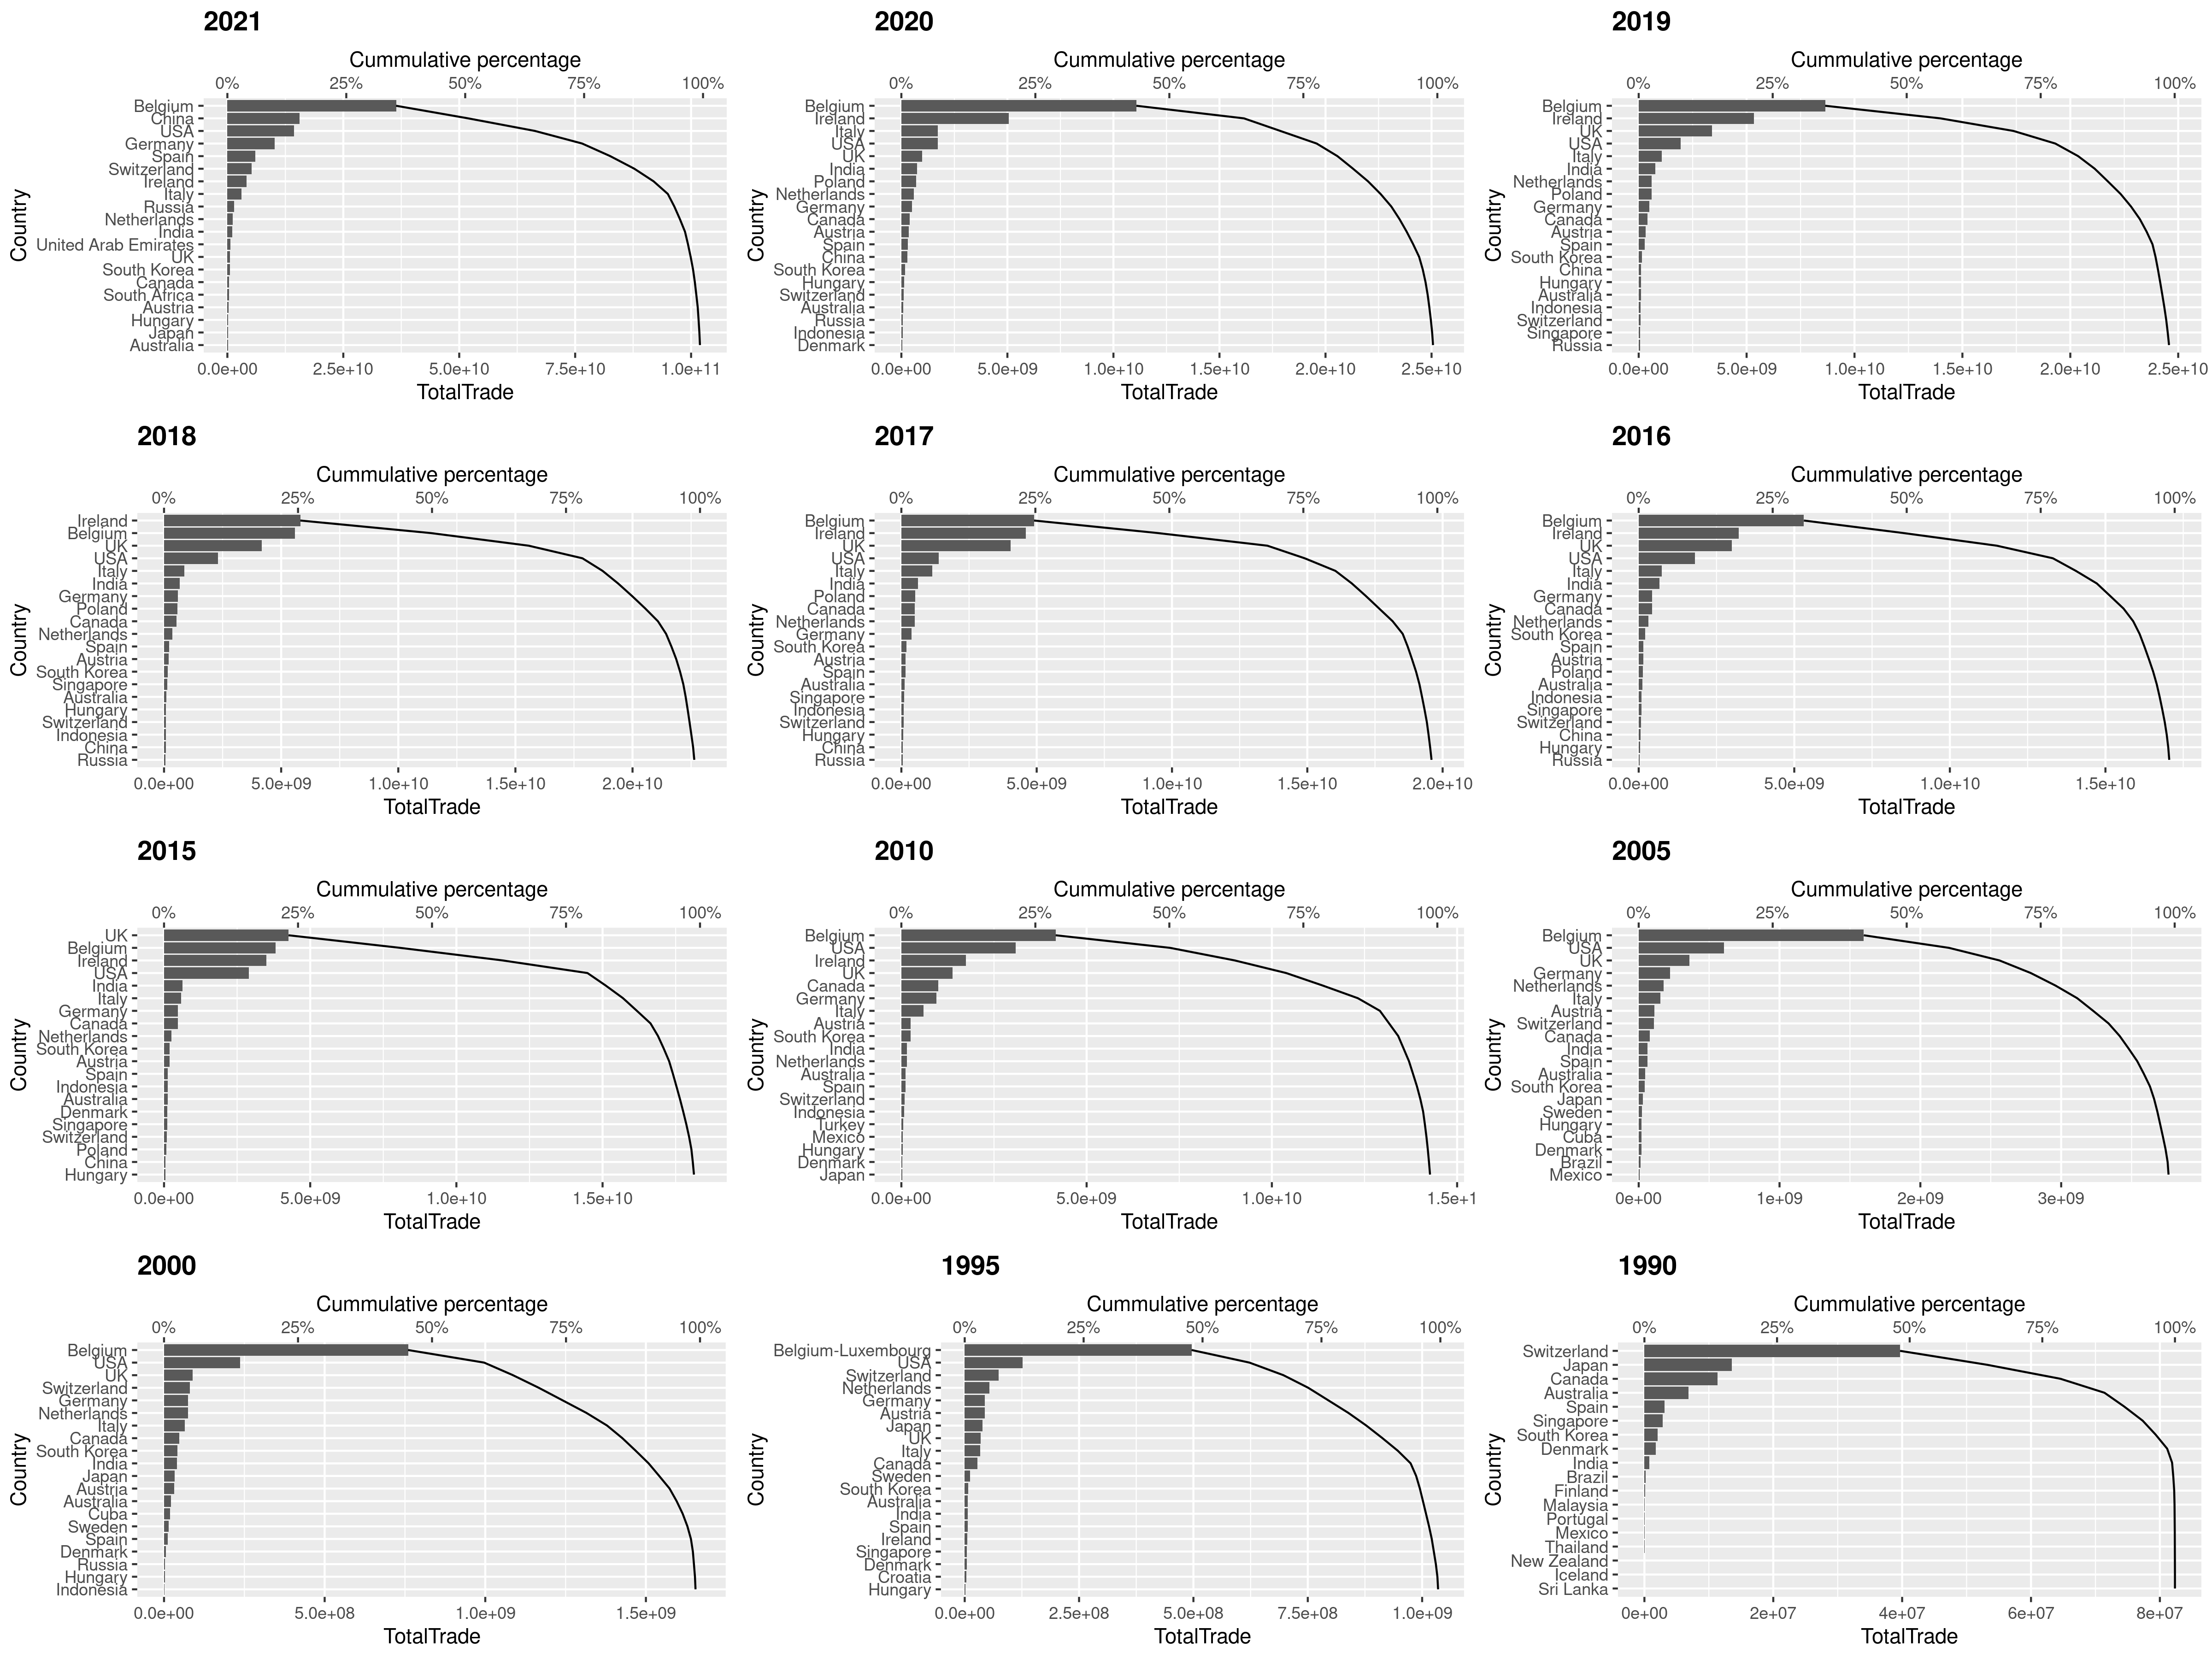 2021
Cummulative percentage
0% 25% 50% 75% 100%
Country
Belgium
China
USA
Germany
Spain
Switzerland
Ireland
Italy
Russia
Netherlands
India
United Arab Emirates
UK
South Korea
Canada
South Africa
Austria
Hungary
Japan
Australia
0.0e+00 2.5e+10 5.0e+10 7.5e+10 1.0e+11
TotalTrade
2020
Cummulative percentage
0% 25% 50% 75% 100%
Country
Belgium
Ireland
Italy
USA
UK
India
Poland
Netherlands
Germany
Canada
Austria
Spain
China
South Korea
Hungary
Switzerland
Australia
Russia
Indonesia
Denmark
0.0e+00 5.0e+09 1.0e+10 1.5e+10 2.0e+10 2.5e+10
TotalTrade
2019
Cummulative percentage
0% 25% 50% 75% 100%
Country
Belgium
Ireland
UK
USA
Italy
India
Netherlands
Poland
Germany
Canada
Austria
Spain
South Korea
China
Hungary
Australia
Indonesia
Switzerland
Singapore
Russia
0.0e+00 5.0e+09 1.0e+10 1.5e+10 2.0e+10 2.5e+10
TotalTrade
2018
Cummulative percentage
0% 25% 50% 75% 100%
Country
Ireland
Belgium
UK
USA
Italy
India
Germany
Poland
Canada
Netherlands
Spain
Austria
South Korea
Singapore
Australia
Hungary
Switzerland
Indonesia
China
Russia
0.0e+00 5.0e+09 1.0e+10 1.5e+10 2.0e+10
TotalTrade
2017
Cummulative percentage
0% 25% 50% 75% 100%
Country
Belgium
Ireland
UK
USA
Italy
India
Poland
Canada
Netherlands
Germany
South Korea
Austria
Spain
Australia
Singapore
Indonesia
Switzerland
Hungary
China
Russia
0.0e+00 5.0e+09 1.0e+10 1.5e+10 2.0e+10
TotalTrade
2016
Cummulative percentage
0% 25% 50% 75% 100%
Country
Belgium
Ireland
UK
USA
Italy
India
Germany
Canada
Netherlands
South Korea
Spain
Austria
Poland
Australia
Indonesia
Singapore
Switzerland
China
Hungary
Russia
0.0e+00 5.0e+09 1.0e+10 1.5e+10
TotalTrade
2015
Cummulative percentage
0% 25% 50% 75% 100%
Country
UK
Belgium
Ireland
USA
India
Italy
Germany
Canada
Netherlands
South Korea
Austria
Spain
Indonesia
Australia
Denmark
Singapore
Switzerland
Poland
China
Hungary
0.0e+00 5.0e+09 1.0e+10 1.5e+10
TotalTrade
2010
Cummulative percentage
0% 25% 50% 75% 100%
Country
Belgium
USA
Ireland
UK
Canada
Germany
Italy
Austria
South Korea
India
Netherlands
Australia
Spain
Switzerland
Indonesia
Turkey
Mexico
Hungary
Denmark
Japan
0.0e+00 5.0e+09 1.0e+10 1.5e+1
TotalTrade
2005
Cummulative percentage
0% 25% 50% 75% 100%
Country
Belgium
USA
UK
Germany
Netherlands
Italy
Austria
Switzerland
Canada
India
Spain
Australia
South Korea
Japan
Sweden
Hungary
Cuba
Denmark
Brazil
Mexico
0e+00 1e+09 2e+09 3e+09
TotalTrade
2000
Cummulative percentage
0% 25% 50% 75% 100%
Country
Belgium
USA
UK
Switzerland
Germany
Netherlands
Italy
Canada
South Korea
India
Japan
Austria
Australia
Cuba
Sweden
Spain
Denmark
Russia
Hungary
Indonesia
0.0e+00 5.0e+08 1.0e+09 1.5e+09
TotalTrade
1995
Cummulative percentage
0% 25% 50% 75% 100%
Country
Belgium-Luxembourg
USA
Switzerland
Netherlands
Germany
Austria
Japan
UK
Italy
Canada
Sweden
South Korea
Australia
India
Spain
Ireland
Singapore
Denmark
Croatia
Hungary
0.0e+00 2.5e+08 5.0e+08 7.5e+08 1.0e+09
TotalTrade
1990
Cummulative percentage
0% 25% 50% 75% 100%
Country
Switzerland
Japan
Canada
Australia
Spain
Singapore
South Korea
Denmark
India
Brazil
Finland
Malaysia
Portugal
Mexico
Thailand
New Zealand
Iceland
Sri Lanka
0e+00 2e+07 4e+07 6e+07 8e+07
TotalTrade